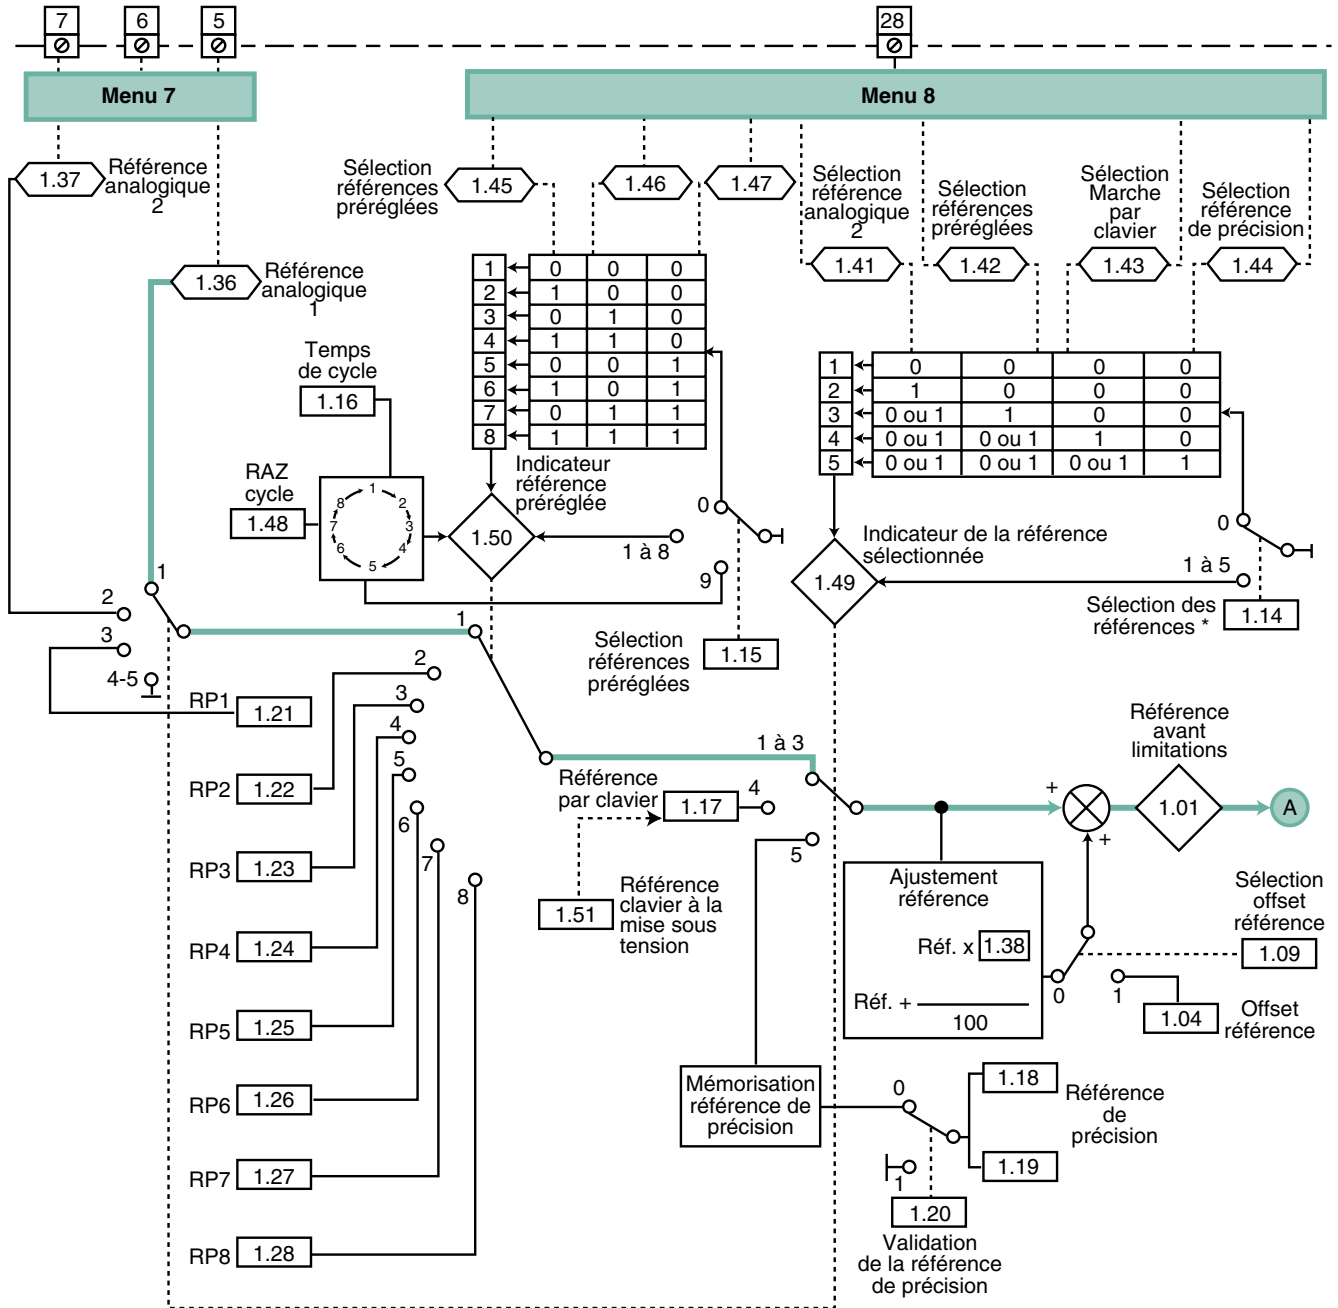 7
6
5
28
Menu 7
Menu 8
1.37
Référence
analogique
2
1.36
Référence
analogique
1
Sélection
références
préréglées
1.45
1.46
1.47
Sélection
référence
analogique
2
1.41
Sélection
références
préréglées
1.42
Sélection
Marche
par
clavier
1.43
Sélection
référence
de précision
1.44
1 0 0 0
2 1 0 0
3 0 1 0
4 1 1 0
5 0 0 1
6 1 0 1
7 0 1 1
8 1 1 1
1 0 0 0 0
2 1 0 0 0
3 0 ou 1 1 0 0
4 0 ou 1 0 ou 1 1 0
5 0 ou 1 0 ou 1 0 ou 1 1
Temps
de cycle
1.16
RAZ
cycle
1.48
1
2
3
4
5
6
7
8
Indicateur
référence
préréglée
1.50
0
1 à 8
9
Sélection
références
préréglées
1.15
Indicateur de la référence
sélectionnée
1.49
0
1 à 5
Sélection des
références *
1.14
1
2
3
4-5
1
2
3
4
5
6
7
8
RP1 1.21
RP2 1.22
RP3 1.23
RP4 1.24
RP5 1.25
RP6 1.26
RP7 1.27
RP8 1.28
1 à 3
Référence
par clavier
1.17
4
5
1.51
Référence
clavier à la
mise sous
tension
Référence
avant
limitations
+
+
1.01
A
Ajustement
référence
Réf. x 1.38
Réf. +
100
0
1
Sélection
offset
référence
1.09
1.04
Offset
référence
Mémorisation
référence de
précision
0
1
1.18
1.19
Référence
de
précision
1.20
Validation
de la référence
de précision